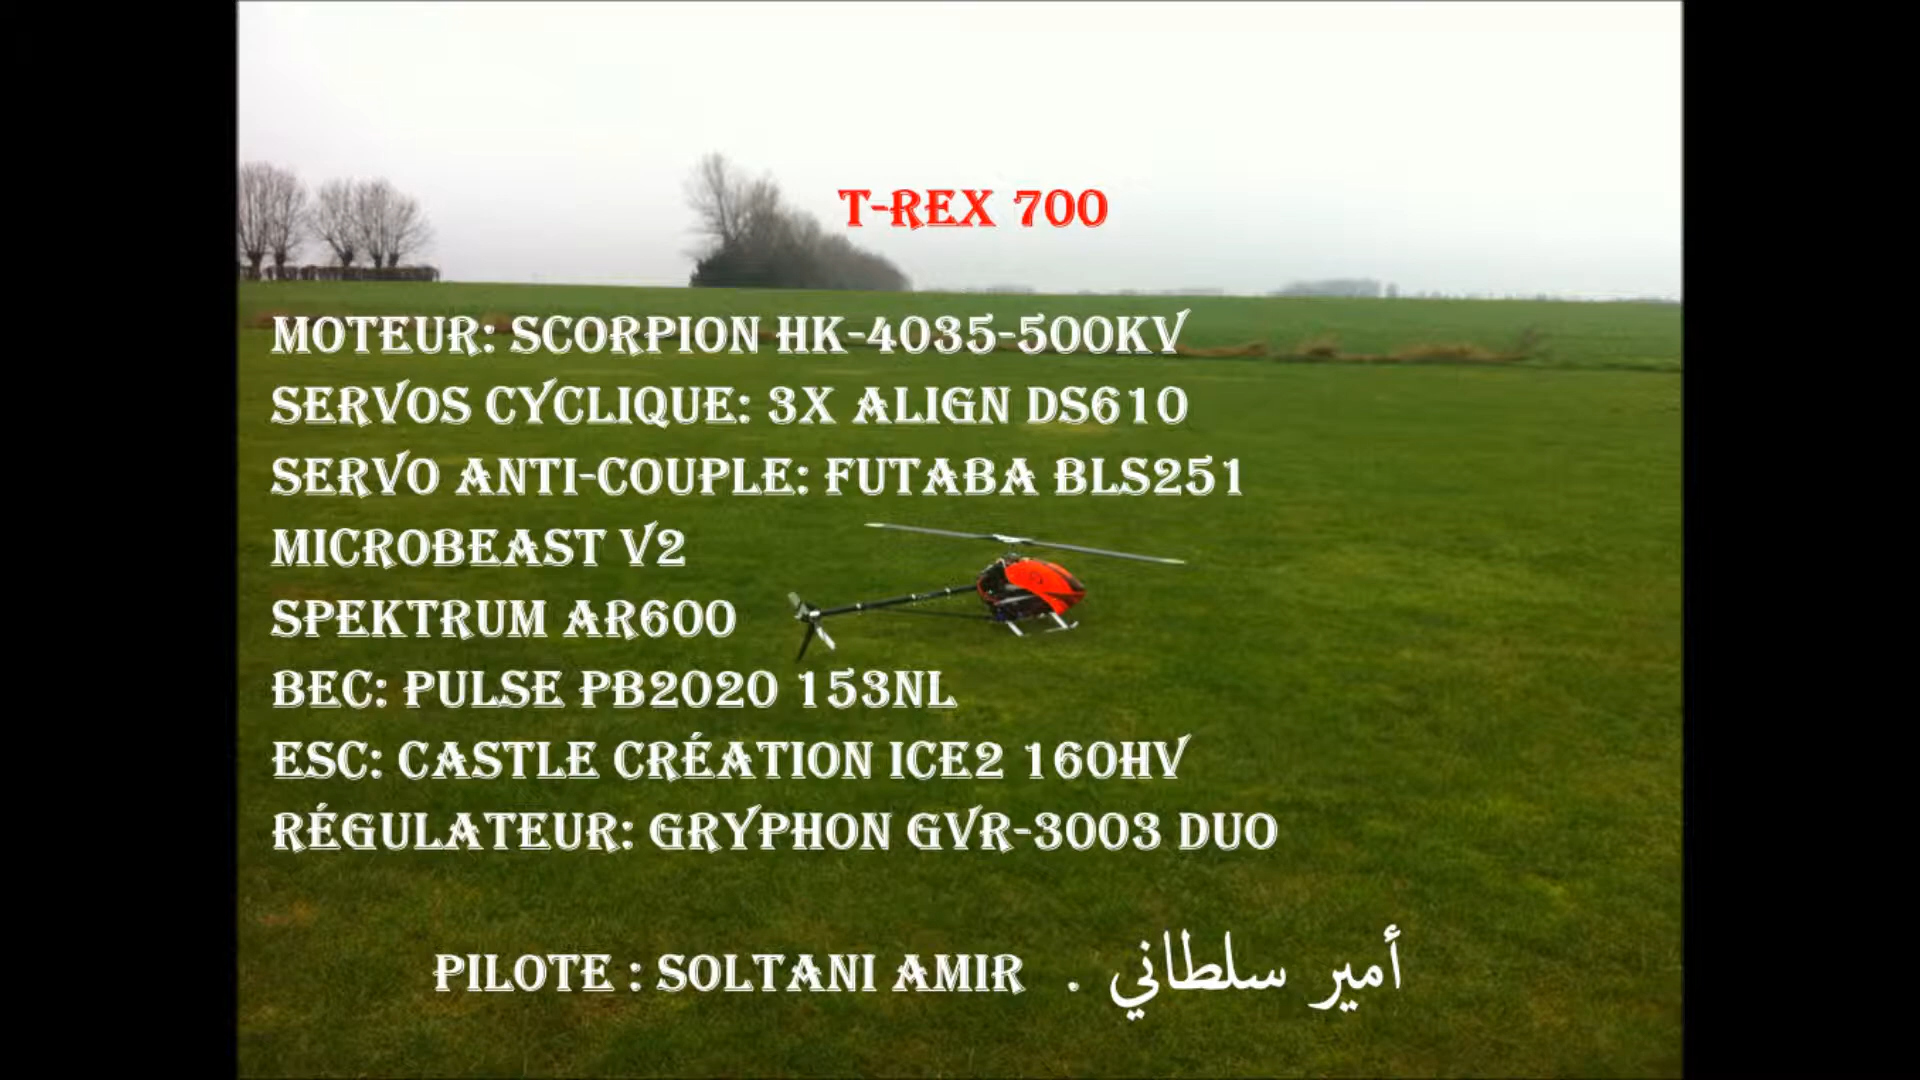 T-REX 700
MOTEUR: SCORPION HK-4035-500KV
SERVOS CYCLIQUE: 3X ALIGN DS610
SERVO ANTI-COUPLE: FUTABA BLS251
MICROBEAST V2
SPEKTRUM AR600
BEC: PULSE PB2020 153NL
ESC: CASTLE CRÉATION ICE2 160HV
RÉGULATEUR: GRYPHON GVR-3003 DUO
PILOTE : SOLTANI AMIR . أمير سلطاني